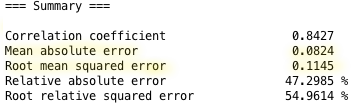 === Summary ===
Correlation coefficient 0.8427
Mean absolute error 0.0824
Root mean squared error 0.1145
Relative absolute error 47.2985 %
Root relative squared error 54.9614 %